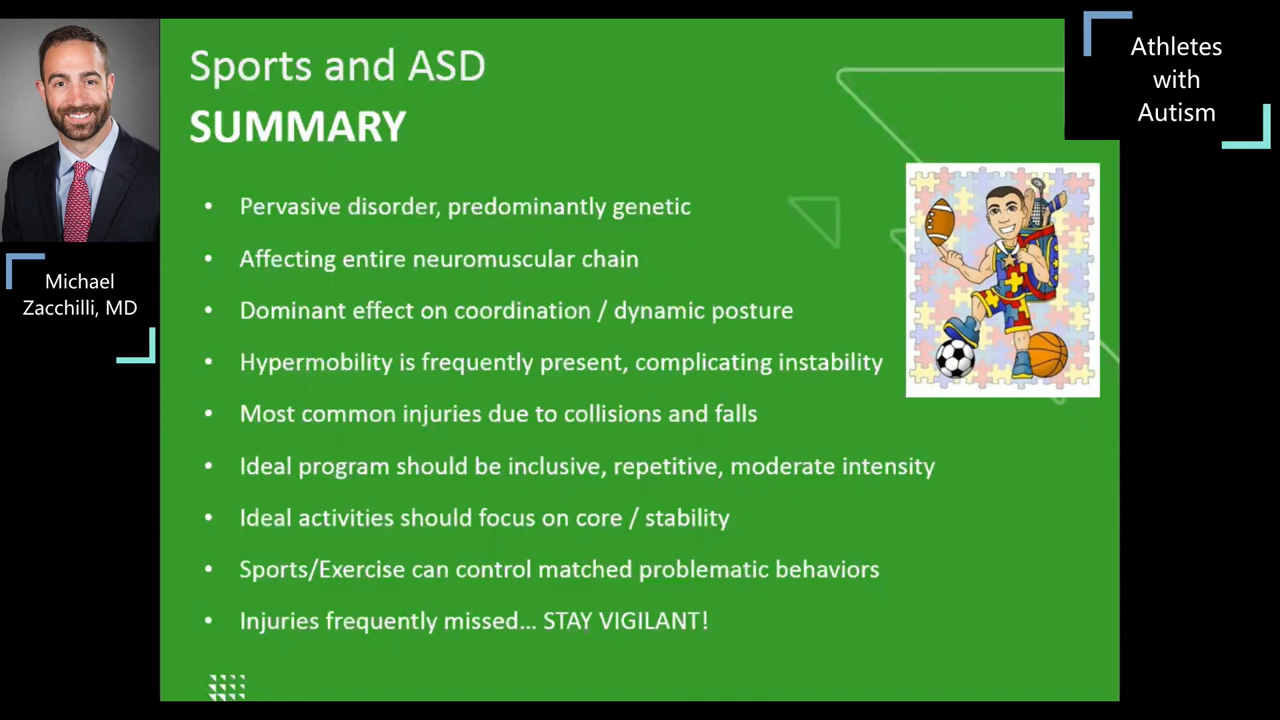 Sports and ASD
SUMMARY
• Pervasive disorder, predominantly genetic
• Affecting entire neuromuscular chain
• Dominant effect on coordination / dynamic posture
• Hypermobility is frequently present, complicating instability
• Most common injuries due to collisions and falls
• Ideal program should be inclusive, repetitive, moderate intensity
• Ideal activities should focus on core / stability
• Sports/Exercise can control matched problematic behaviors
• Injuries frequently missed... STAY VIGILANT!
Michael
Zacchilli, MD
Athletes
with
Autism